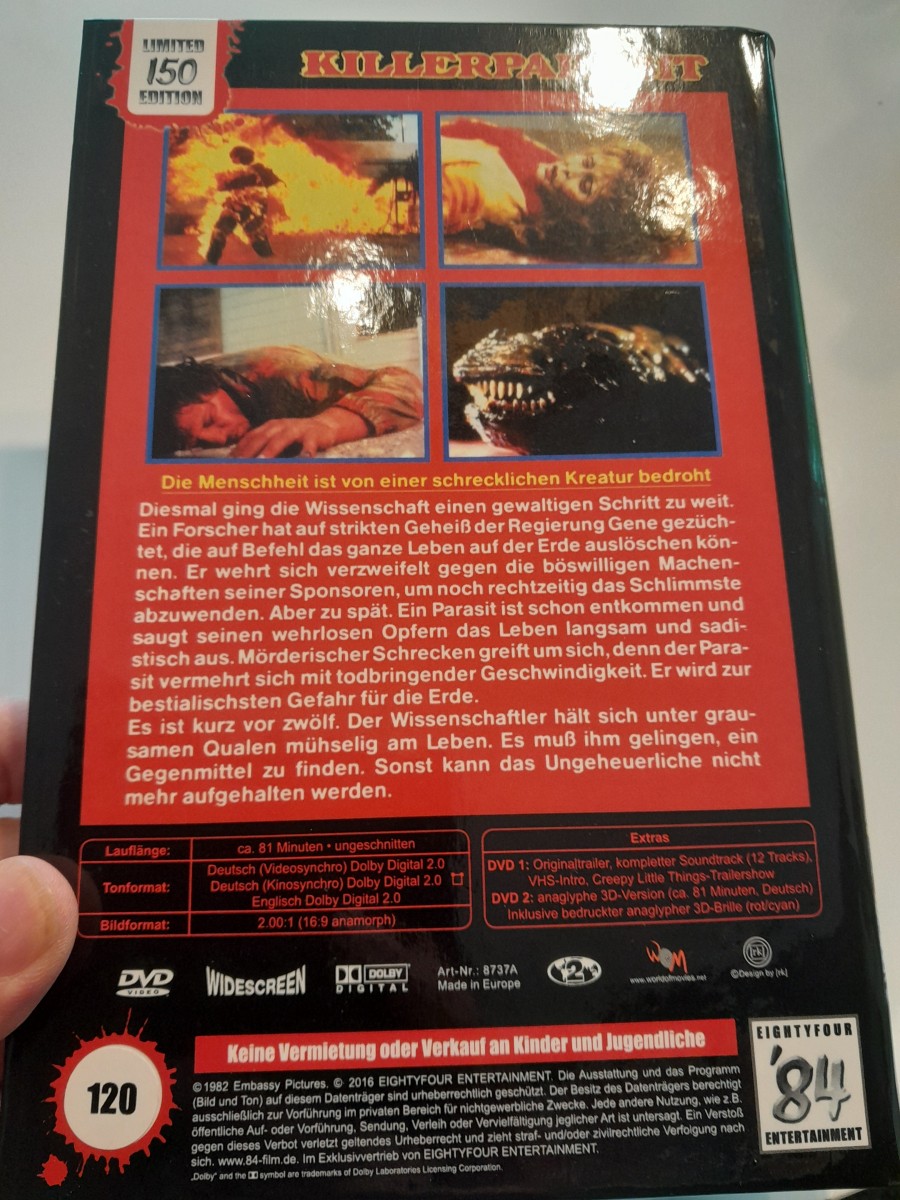 LIMITED
150
EDITION
KILLERPARASIT
Die Menschheit ist von einer schrecklichen Kreatur bedroht
Diesmal ging die Wissenschaft einen gewaltigen Schritt zu weit.
Ein Forscher hat auf strikten Geheiß der Regierung Gene gezüch-
tet, die auf Befehl das ganze Leben auf der Erde auslöschen kön-
nen. Er wehrt sich verzweifelt gegen die böswilligen Machen-
schaften seiner Sponsoren, um noch rechtzeitig das Schlimmste
abzuwenden. Aber zu spät. Ein Parasit ist schon entkommen und
saugt seinen wehrlosen Opfern das Leben langsam und sadi-
stisch aus. Mörderischer Schrecken greift um sich, denn der Para-
sit vermehrt sich mit todbringender Geschwindigkeit. Er wird zur
bestialischsten Gefahr für die Erde.
Es ist kurz vor zwölf. Der Wissenschaftler hält sich unter grau-
samen Qualen mühselig am Leben. Es muß ihm gelingen, ein
Gegenmittel zu finden. Sonst kann das Ungeheuerliche nicht
mehr aufgehalten werden.
Lauflänge: ca. 81 Minuten • ungeschnitten
Tonformat: Deutsch (Videosynchro) Dolby Digital 2.0
Deutsch (Kinosynchro) Dolby Digital 2.0
Englisch Dolby Digital 2.0
Bildformat: 2.00:1 (16:9 anamorph)
Extras
DVD 1: Originaltrailer, kompletter Soundtrack (12 Tracks),
VHS-Intro, Creepy Little Things-Trailershow
DVD 2: anaglyphe 3D-Version (ca. 81 Minuten, Deutsch)
Inklusive bedruckter anaglypher 3D-Brille (rot/cyan)
DVD
VIDEO
WIDESCREEN
DOLBY
DIGITAL
Art-Nr.: 8737A
Made in Europe
2
WOM
www.worldofmovies.net
[rk]
©Design by [rk]
120
Keine Vermietung oder Verkauf an Kinder und Jugendliche
©1982 Embassy Pictures. © 2016 EIGHTYFOUR ENTERTAINMENT. Die Ausstattung und das Programm
(Bild und Ton) auf diesem Datenträger sind urheberrechtlich geschützt. Der Besitz des Datenträgers berechtigt
ausschließlich zur Vorführung im privaten Bereich für nichtgewerbliche Zwecke. Jede andere Nutzung, wie z.B.
öffentliche Auf- oder Vorführung, Sendung, Verleih oder Vervielfältigung jeglicher Art ist untersagt. Ein Verstoß
gegen dieses Verbot verletzt geltendes Urheberrecht und zieht straf- und/oder zivilrechtliche Verfolgung nach
sich. www.84-film.de. Im Exklusivvertrieb von EIGHTYFOUR ENTERTAINMENT.
„Dolby" and the DD symbol are trademarks of Dolby Laboratories Licensing Corporation.
EIGHTYFOUR
'84
ENTERTAINMENT